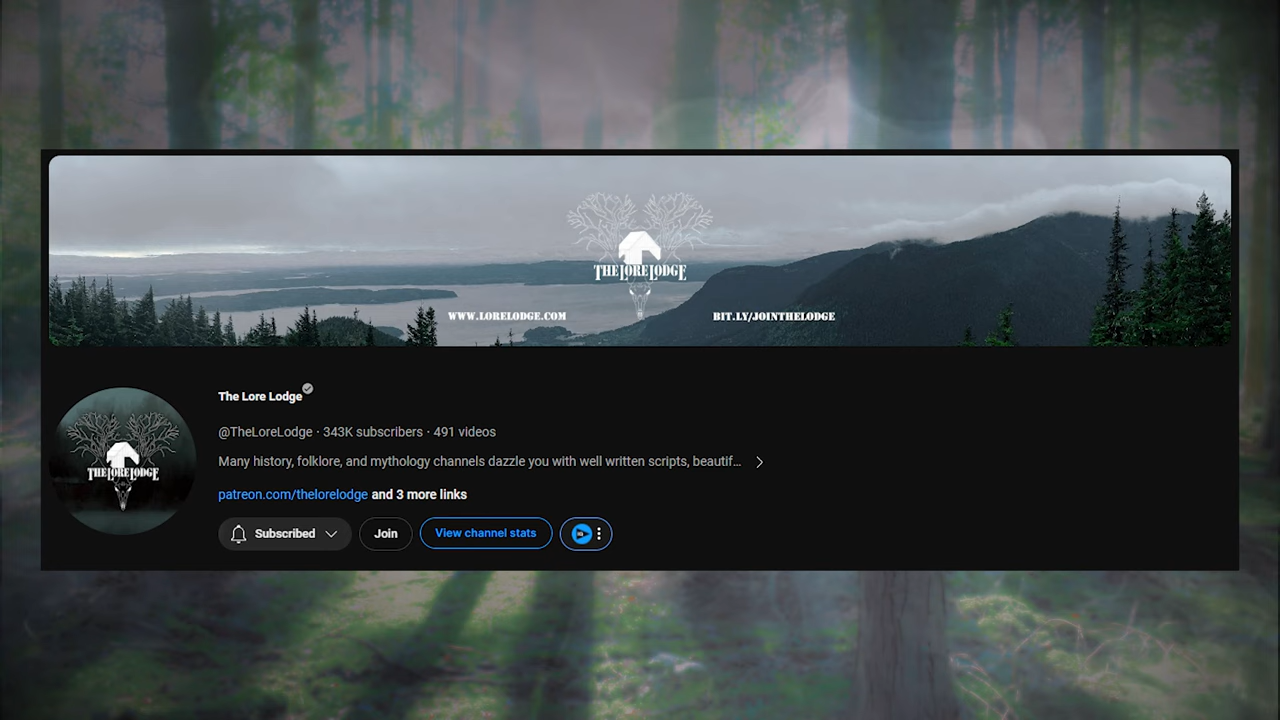 THE LORE LODGE
WWW.LORELODGE.COM
BIT.LY/JOINTHELODGE
THE LORE LODGE
The Lore Lodge
@TheLoreLodge · 343K subscribers · 491 videos
Many history, folklore, and mythology channels dazzle you with well written scripts, beautif...
patreon.com/thelorelodge and 3 more links
Subscribed
Join
View channel stats